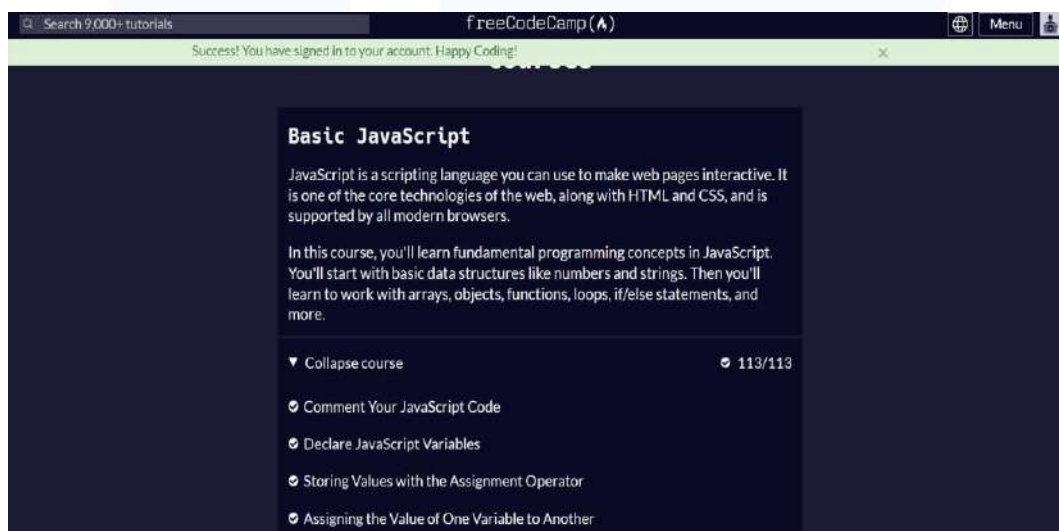 Search 9,000+ tutorials
freeCodeCamp(🔥)
Menu
Success! You have signed in to your account. Happy Coding!
×
Basic JavaScript
JavaScript is a scripting language you can use to make web pages interactive. It
is one of the core technologies of the web, along with HTML and CSS, and is
supported by all modern browsers.
In this course, you'll learn fundamental programming concepts in JavaScript.
You'll start with basic data structures like numbers and strings. Then you'll
learn to work with arrays, objects, functions, loops, if/else statements, and
more.
Collapse course
113/113
Comment Your JavaScript Code
Declare JavaScript Variables
Storing Values with the Assignment Operator
Assigning the Value of One Variable to Another